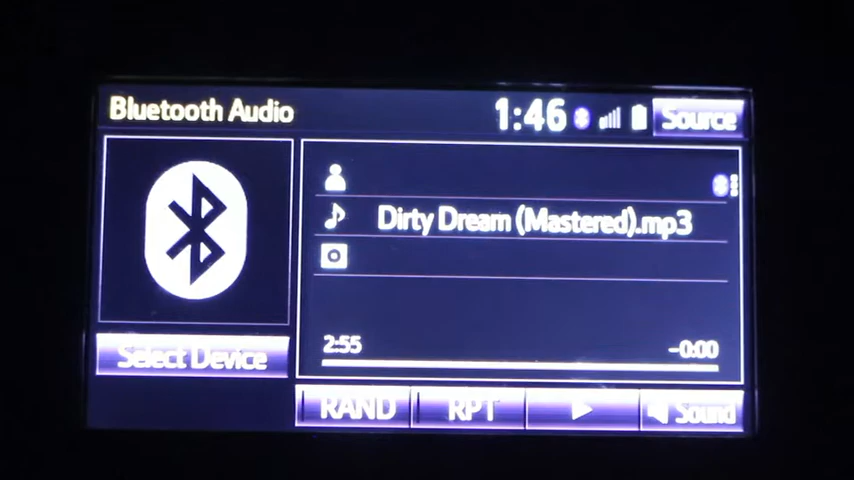 Bluetooth Audio
1:46
Source
Dirty Dream (Mastered).mp3
2:55
-0:00
Select Device
RAND
RPT
Sound